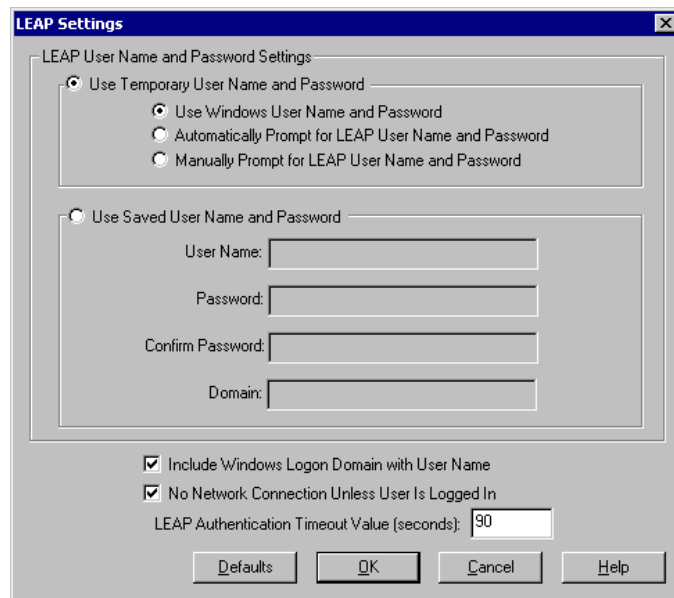 LEAP Settings
LEAP User Name and Password Settings
Use Temporary User Name and Password
Use Windows User Name and Password
Automatically Prompt for LEAP User Name and Password
Manually Prompt for LEAP User Name and Password
Use Saved User Name and Password
User Name:
Password:
Confirm Password:
Domain:
Include Windows Logon Domain with User Name
No Network Connection Unless User Is Logged In
LEAP Authentication Timeout Value (seconds): 90
Defaults OK Cancel Help